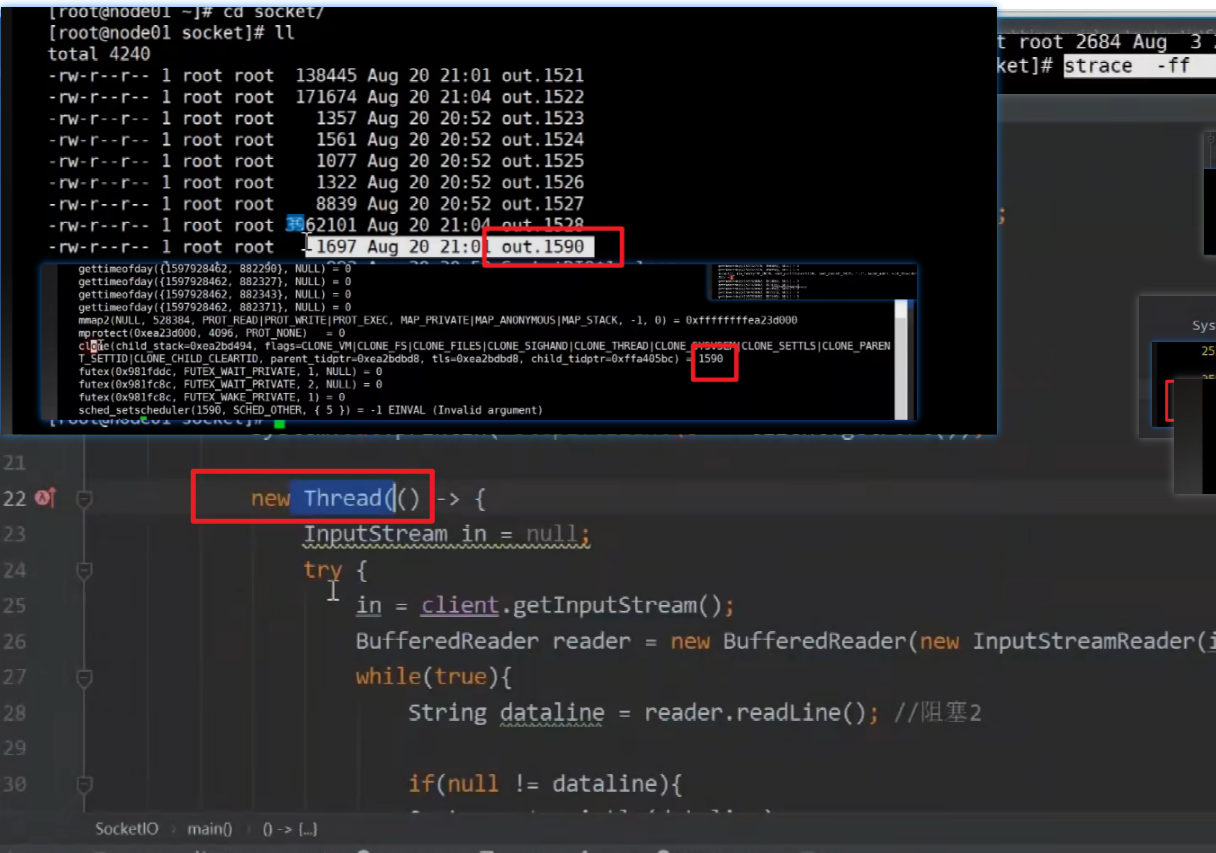 [root@node01 ~]# cd socket/
[root@node01 socket]# ll
total 4240
-rw-r--r-- 1 root root 138445 Aug 20 21:01 out.1521
-rw-r--r-- 1 root root 171674 Aug 20 21:04 out.1522
-rw-r--r-- 1 root root 1357 Aug 20 20:52 out.1523
-rw-r--r-- 1 root root 1561 Aug 20 20:52 out.1524
-rw-r--r-- 1 root root 1077 Aug 20 20:52 out.1525
-rw-r--r-- 1 root root 1322 Aug 20 20:52 out.1526
-rw-r--r-- 1 root root 8839 Aug 20 20:52 out.1527
-rw-r--r-- 1 root root 3962101 Aug 20 21:04 out.1528
-rw-r--r-- 1 root root 1697 Aug 20 21:01 out.1590
t root 2684 Aug 3
ket]# strace -ff
gettimeofday({1597928462, 882290}, NULL) = 0
gettimeofday({1597928462, 882327}, NULL) = 0
gettimeofday({1597928462, 882343}, NULL) = 0
gettimeofday({1597928462, 882371}, NULL) = 0
mmap2(NULL, 528384, PROT_READ|PROT_WRITE|PROT_EXEC, MAP_PRIVATE|MAP_ANONYMOUS|MAP_STACK, -1, 0) = 0xffffffffea23d000
mprotect(0xea23d000, 4096, PROT_NONE) = 0
clone(child_stack=0xea2bd494, flags=CLONE_VM|CLONE_FS|CLONE_FILES|CLONE_SIGHAND|CLONE_THREAD|CLONE_SYSVSEM|CLONE_SETTLS|CLONE_PAREN
T_SETTID|CLONE_CHILD_CLEARTID, parent_tidptr=0xea2bdbd8, tls=0xea2bdbd8, child_tidptr=0xffa405bc) = 1590
futex(0x981fddc, FUTEX_WAIT_PRIVATE, 1, NULL) = 0
futex(0x981fc8c, FUTEX_WAIT_PRIVATE, 2, NULL) = 0
futex(0x981fc8c, FUTEX_WAKE_PRIVATE, 1) = 0
sched_setscheduler(1590, SCHED_OTHER, { 5 }) = -1 EINVAL (Invalid argument)
Sys
25
21
22 new Thread(() -> {
23 InputStream in = null;
24 try {
25 in = client.getInputStream();
26 BufferedReader reader = new BufferedReader(new InputStreamReader(i
27 while(true){
28 String dataline = reader.readLine(); //阻塞2
29
30 if(null != dataline){
SocketIO main() () -> {...}